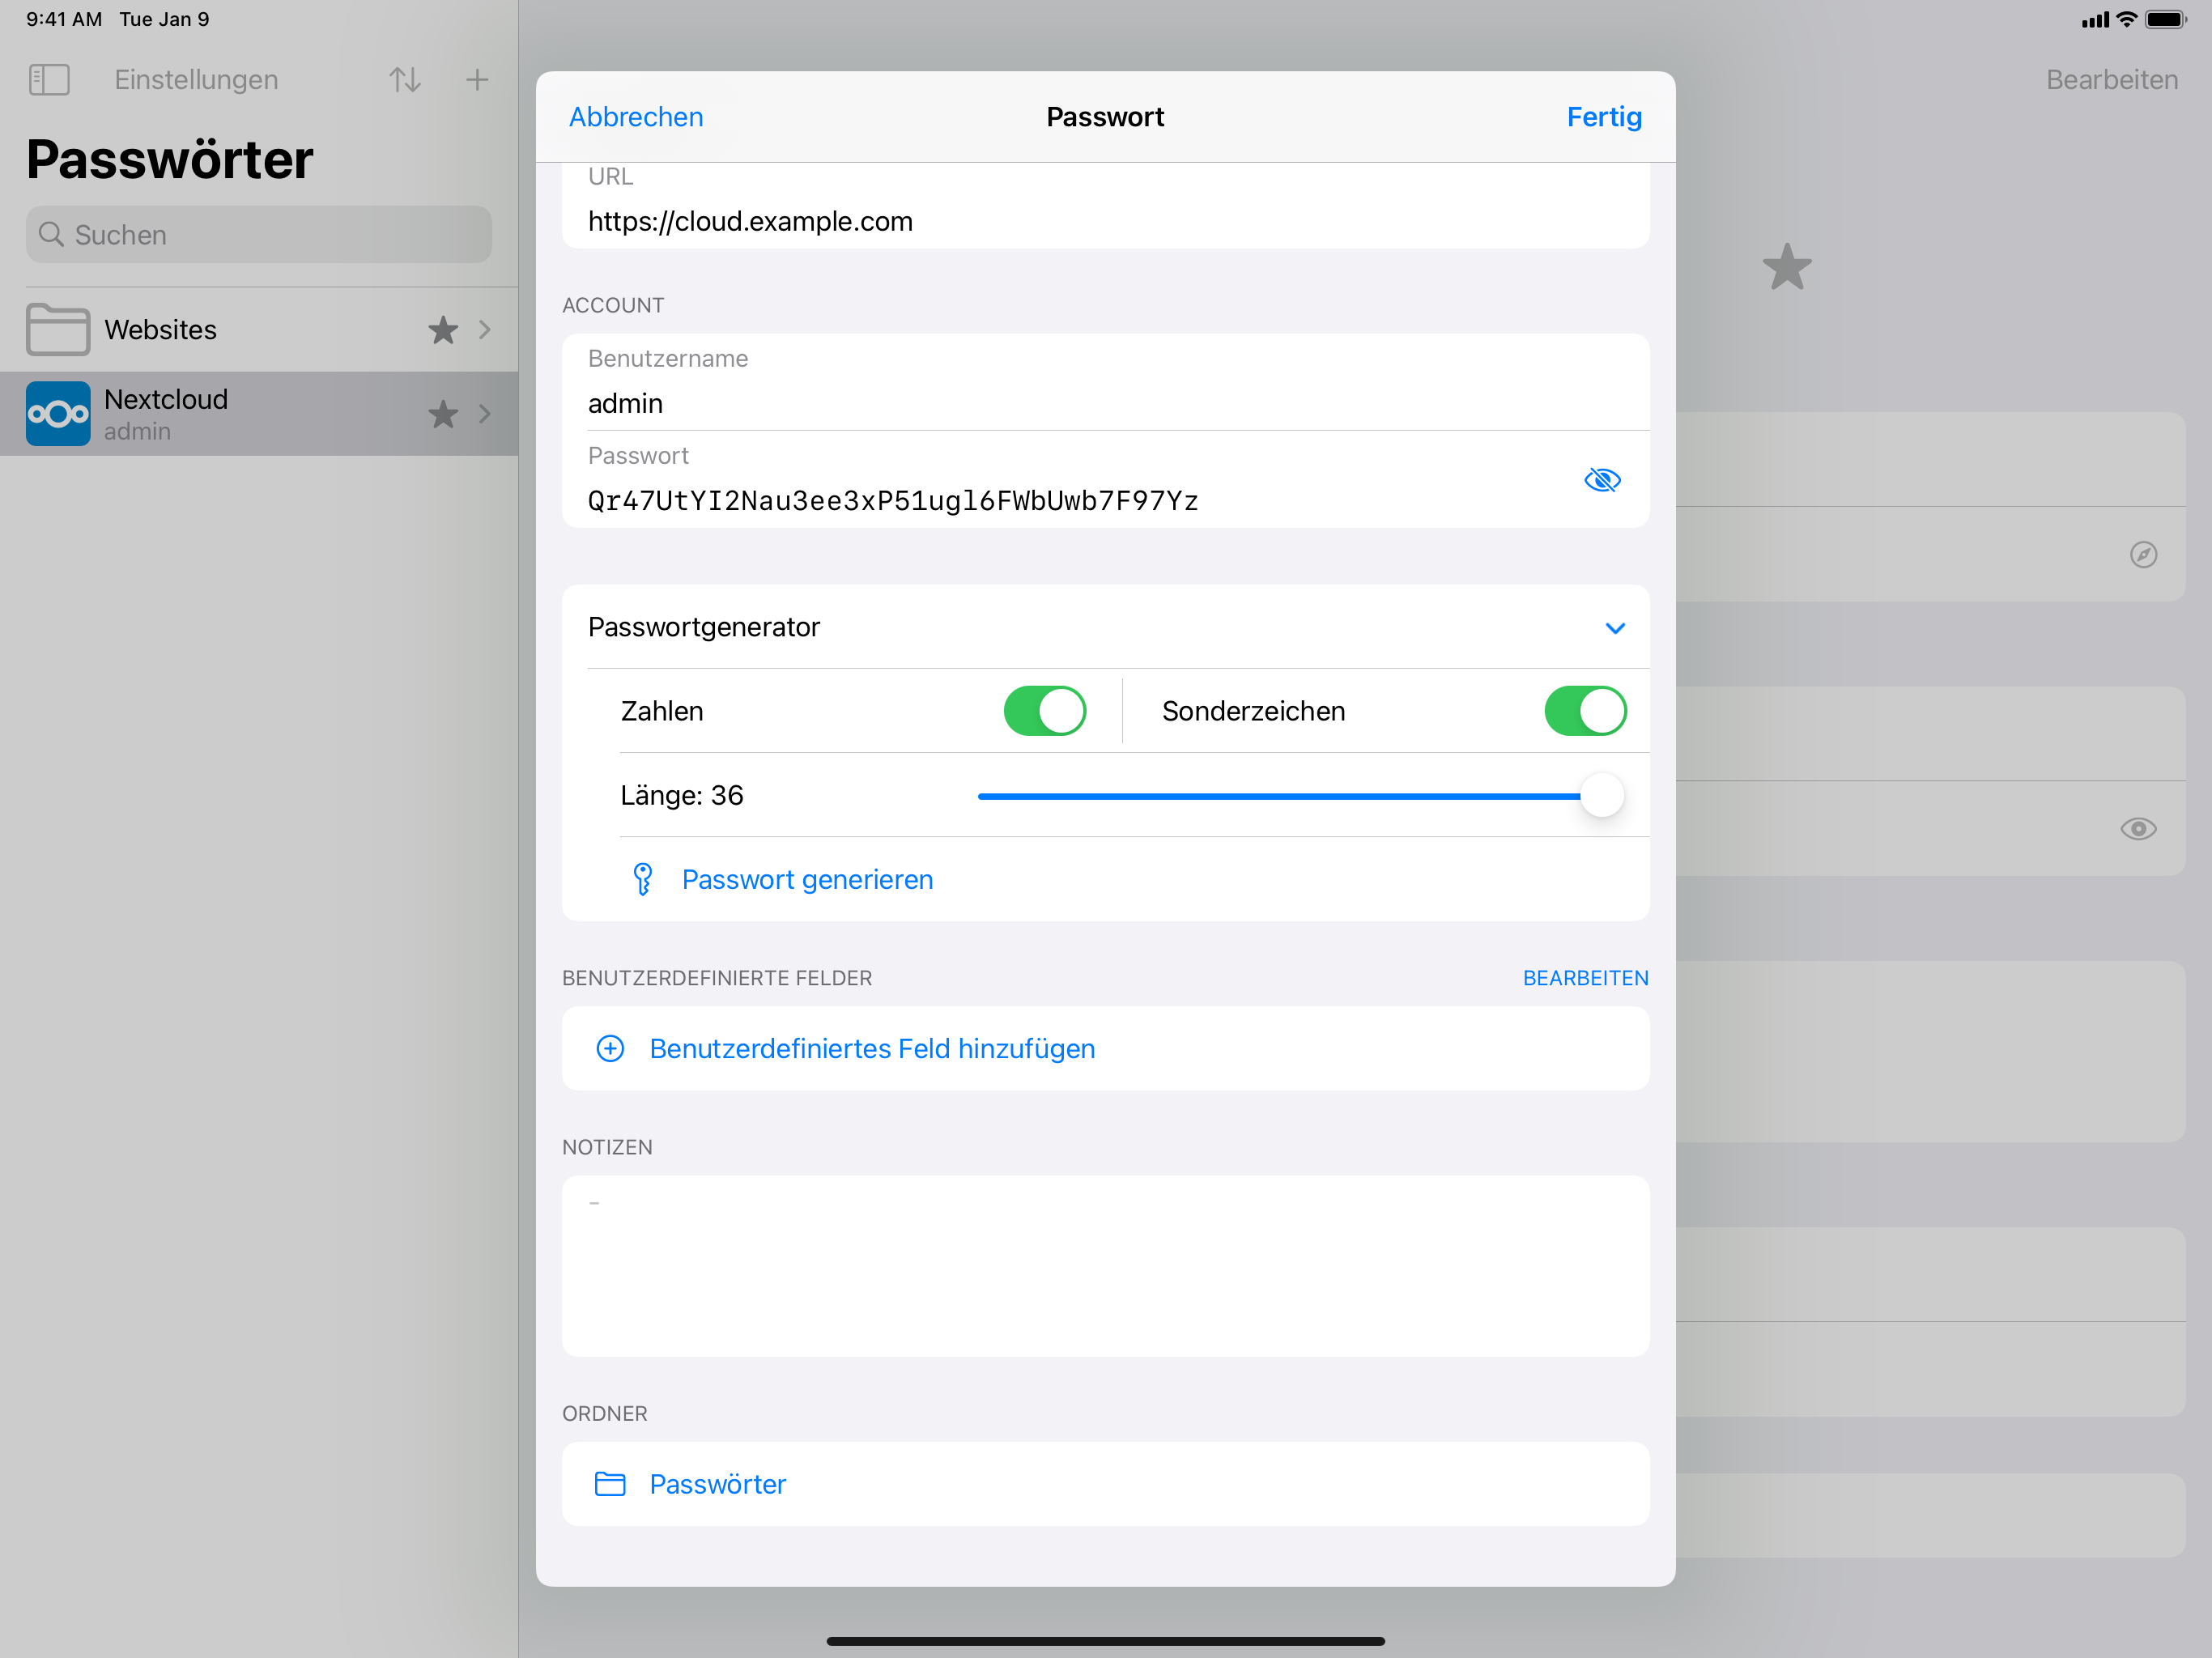 9:41 AM Tue Jan 9
Einstellungen
Passwörter
Suchen
Websites
Nextcloud
admin
Bearbeiten
Abbrechen
Passwort
Fertig
URL
https://cloud.example.com
ACCOUNT
Benutzername
admin
Passwort
Qr47UtYI2Nau3ee3xP51ugl6FWbUwb7F97Yz
Passwortgenerator
Zahlen
Sonderzeichen
Länge: 36
Passwort generieren
BENUTZERDEFINIERTE FELDER
BEARBEITEN
Benutzerdefiniertes Feld hinzufügen
NOTIZEN
-
ORDNER
Passwörter